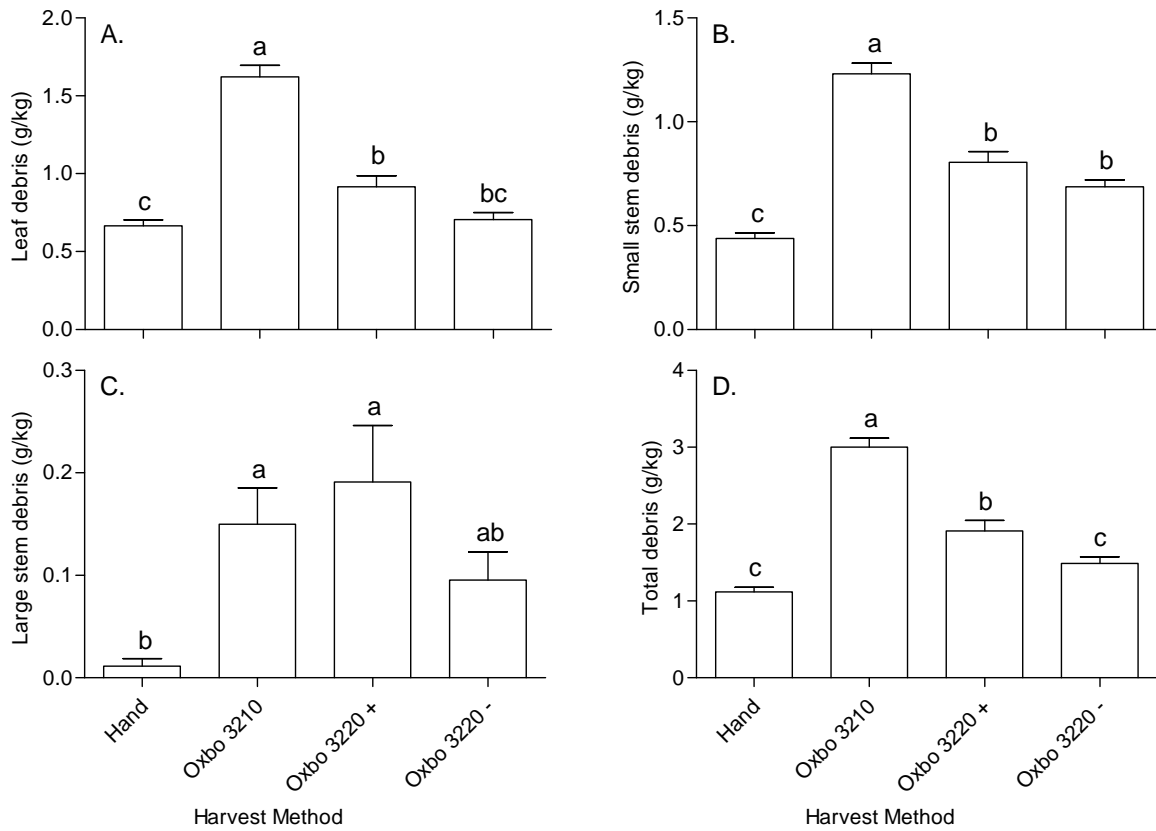 A.
Leaf debris (g/kg)
2.0
1.5
1.0
0.5
0.0
c
a
b
bc
B.
Small stem debris (g/kg)
1.5
1.0
0.5
0.0
c
a
b
b
C.
Large stem debris (g/kg)
0.3
0.2
0.1
0.0
b
a
a
ab
Hand
Oxbo 3210
Oxbo 3220 +
Oxbo 3220 -
Harvest Method
D.
Total debris (g/kg)
4
3
2
1
0
c
a
b
c
Hand
Oxbo 3210
Oxbo 3220 +
Oxbo 3220 -
Harvest Method